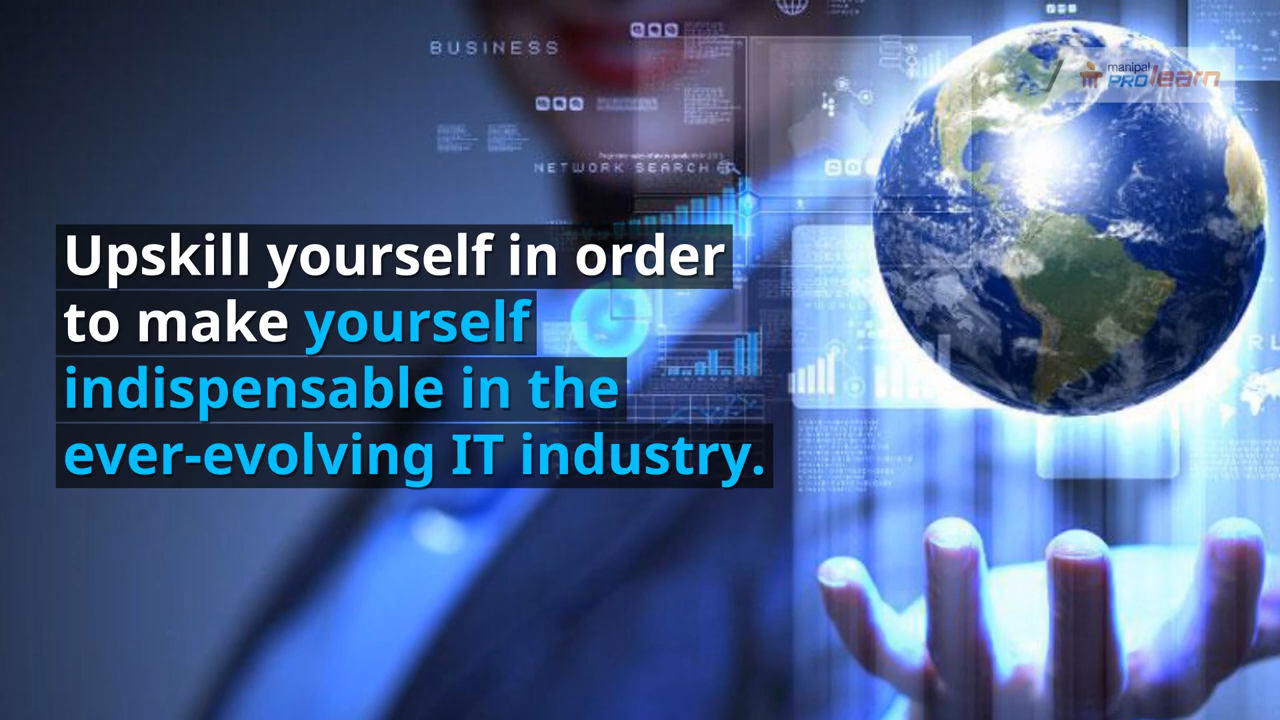 BUSINESS
manipal
PROlearn
NETWORK SEARCH
Upskill yourself in order
to make yourself
indispensable in the
ever-evolving IT industry.